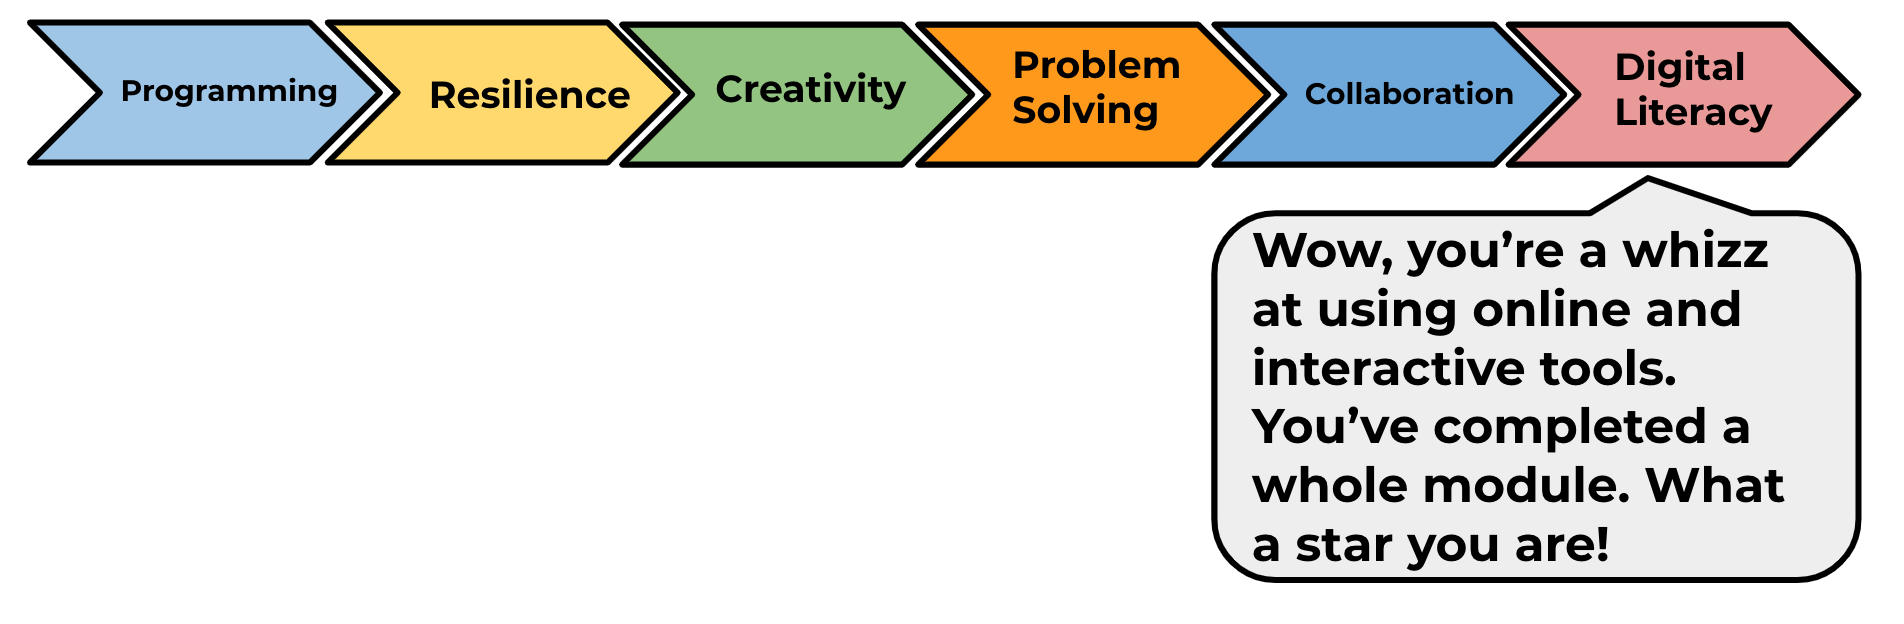 Programming
Resilience
Creativity
Problem
Solving
Collaboration
Digital
Literacy
Wow, you’re a whizz
at using online and
interactive tools.
You’ve completed a
whole module. What
a star you are!